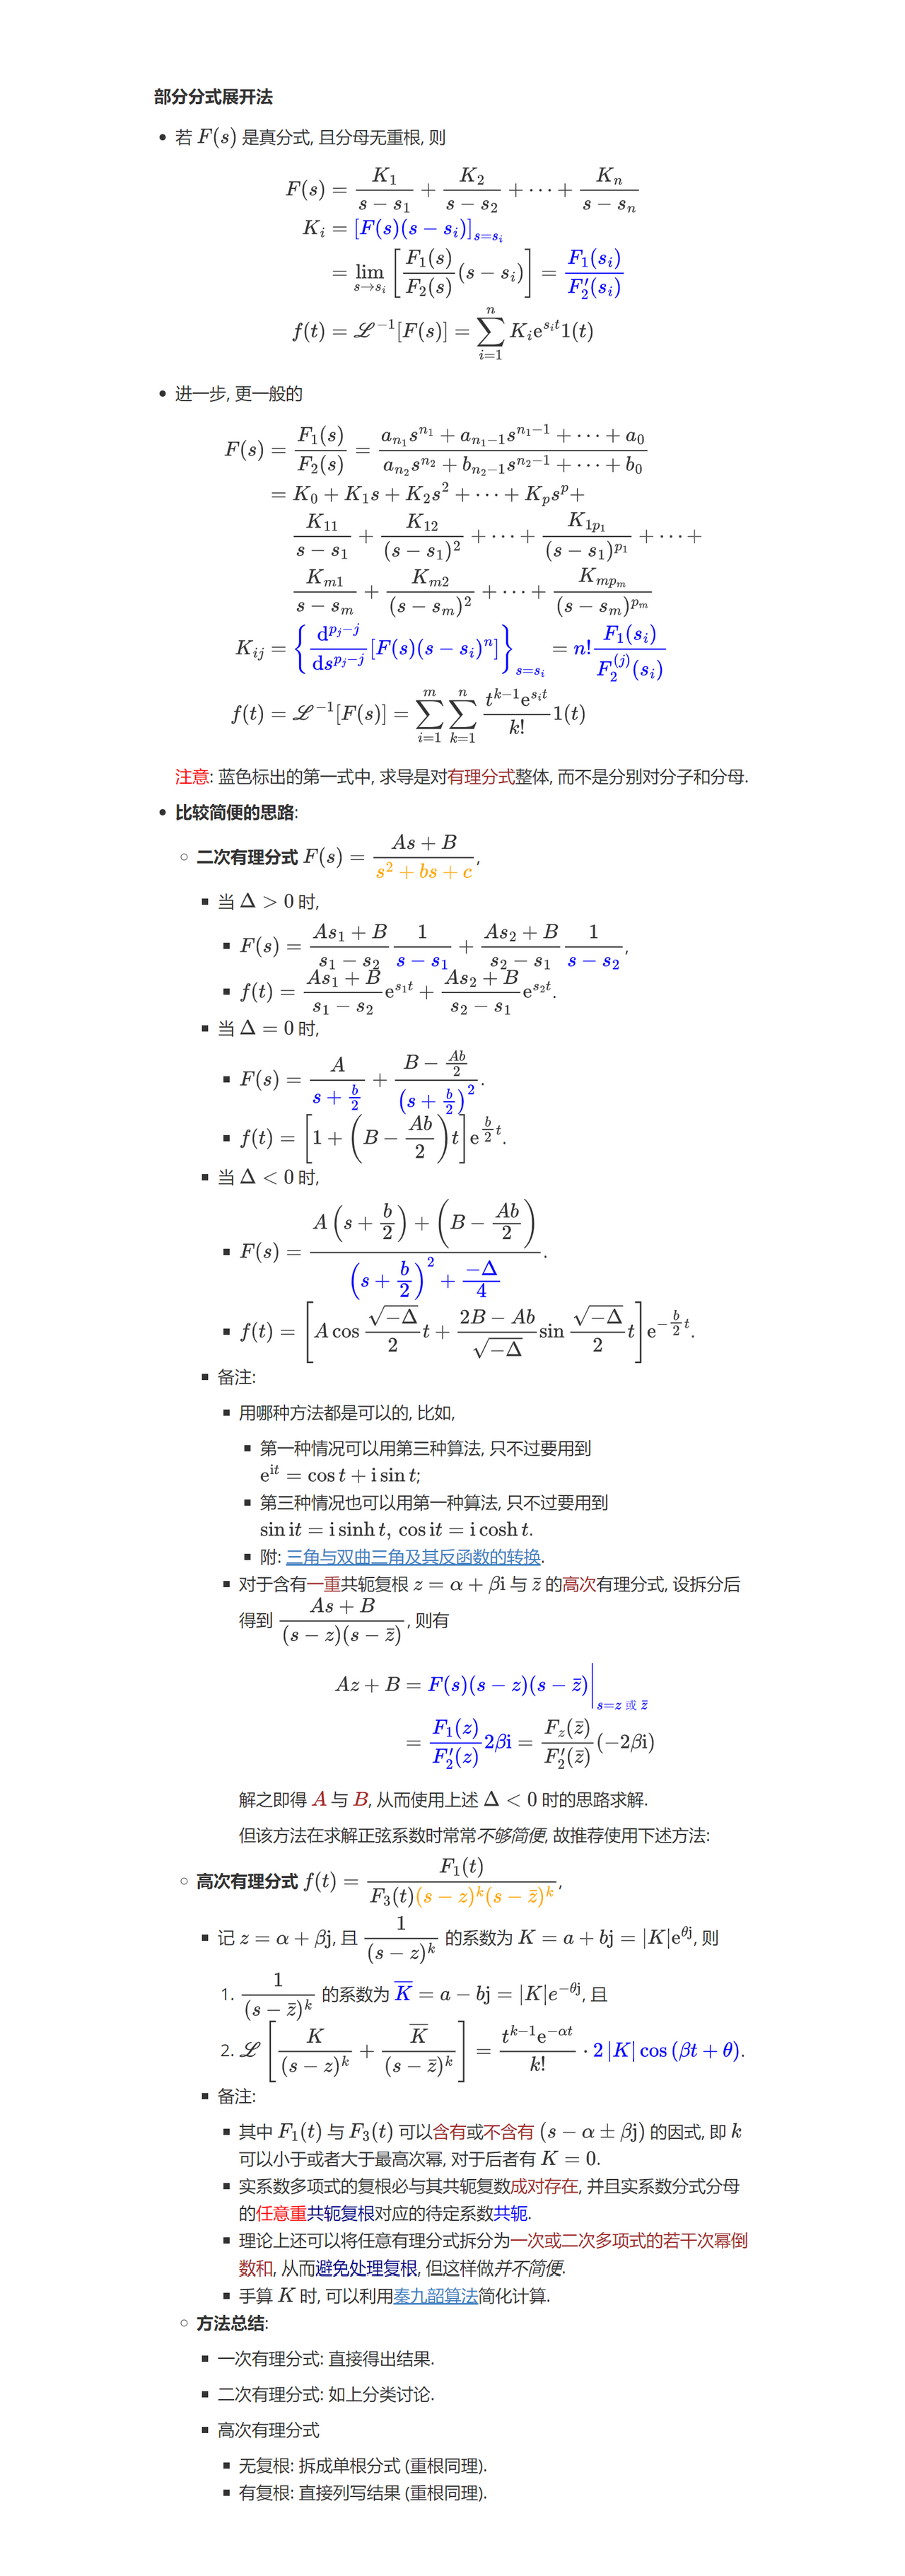 部分分式展开法
• 若 F(s) 是真分式, 且分母无重根, 则
F(s) = \frac{K_1}{s-s_1} + \frac{K_2}{s-s_2} + \cdots + \frac{K_n}{s-s_n}
K_i = [F(s)(s-s_i)]_{s=s_i}
= \lim_{s \to s_i} \left[ \frac{F_1(s)}{F_2(s)}(s-s_i) \right] = \frac{F_1(s_i)}{F_2'(s_i)}
f(t) = \mathscr{L}^{-1}[F(s)] = \sum_{i=1}^{n} K_i e^{s_i t} 1(t)
• 进一步, 更一般的
F(s) = \frac{F_1(s)}{F_2(s)} = \frac{a_{n_1}s^{n_1} + a_{n_1-1}s^{n_1-1} + \cdots + a_0}{a_{n_2}s^{n_2} + b_{n_2-1}s^{n_2-1} + \cdots + b_0}
= K_0 + K_1 s + K_2 s^2 + \cdots + K_p s^p +
\frac{K_{11}}{s-s_1} + \frac{K_{12}}{(s-s_1)^2} + \cdots + \frac{K_{1p_1}}{(s-s_1)^{p_1}} + \cdots +
\frac{K_{m1}}{s-s_m} + \frac{K_{m2}}{(s-s_m)^2} + \cdots + \frac{K_{mp_m}}{(s-s_m)^{p_m}}
K_{ij} = \left\{ \frac{d^{p_j-j}}{ds^{p_j-j}}[F(s)(s-s_i)^n] \right\}_{s=s_i} = n! \frac{F_1(s_i)}{F_2^{(j)}(s_i)}
f(t) = \mathscr{L}^{-1}[F(s)] = \sum_{i=1}^{m} \sum_{k=1}^{n} \frac{t^{k-1}e^{s_i t}}{k!} 1(t)
注意: 蓝色标出的第一式中, 求导是对有理分式整体, 而不是分别对分子和分母.
• 比较简便的思路:
◦ 二次有理分式 F(s) = \frac{As+B}{s^2+bs+c},
▪ 当 Δ > 0 时,
▪ F(s) = \frac{As_1+B}{s_1-s_2} \frac{1}{s-s_1} + \frac{As_2+B}{s_2-s_1} \frac{1}{s-s_2},
▪ f(t) = \frac{As_1+B}{s_1-s_2} e^{s_1 t} + \frac{As_2+B}{s_2-s_1} e^{s_2 t}.
▪ 当 Δ = 0 时,
▪ F(s) = \frac{A}{s+\frac{b}{2}} + \frac{B-\frac{Ab}{2}}{\left(s+\frac{b}{2}\right)^2}.
▪ f(t) = \left[ 1 + \left( B - \frac{Ab}{2} \right) t \right] e^{\frac{b}{2}t}.
▪ 当 Δ < 0 时,
▪ F(s) = \frac{A\left(s+\frac{b}{2}\right) + \left(B-\frac{Ab}{2}\right)}{\left(s+\frac{b}{2}\right)^2 + \frac{-Δ}{4}}.
▪ f(t) = \left[ A\cos\frac{\sqrt{-Δ}}{2}t + \frac{2B-Ab}{\sqrt{-Δ}} \sin\frac{\sqrt{-Δ}}{2}t \right] e^{-\frac{b}{2}t}.
▪ 备注:
▪ 用哪种方法都是可以的, 比如,
▪ 第一种情况可以用第三种算法, 只不过要用到
e^{it} = cos t + i sin t;
▪ 第三种情况也可以用第一种算法, 只不过要用到
sin it = i sinh t, cos it = i cosh t.
▪ 附: 三角与双曲三角及其反函数的转换.
▪ 对于含有一重共轭复根 z = α + βi 与 \bar{z} 的高次有理分式, 设拆分后
得到 \frac{As+B}{(s-z)(s-\bar{z})}, 则有
Az + B = F(s)(s-z)(s-\bar{z})|_{s=z 或 \bar{z}}
= \frac{F_1(z)}{F_2'(z)} 2βi = \frac{F_z(\bar{z})}{F_2'(\bar{z})}(-2βi)
解之即得 A 与 B, 从而使用上述 Δ < 0 时的思路求解.
但该方法在求解正弦系数时常常不够简便, 故推荐使用下述方法:
◦ 高次有理分式 f(t) = \frac{F_1(t)}{F_3(t)(s-z)^k(s-\bar{z})^k},
▪ 记 z = α + βj, 且 \frac{1}{(s-z)^k} 的系数为 K = a + bj = |K|e^{θj}, 则
1. \frac{1}{(s-\bar{z})^k} 的系数为 \overline{K} = a - bj = |K|e^{-θj}, 且
2. \mathscr{L} \left[ \frac{K}{(s-z)^k} + \frac{\overline{K}}{(s-\bar{z})^k} \right] = \frac{t^{k-1}e^{-αt}}{k!} \cdot 2|K|\cos(βt+θ).
▪ 备注:
▪ 其中 F_1(t) 与 F_3(t) 可以含有或不含有 (s - α ± βj) 的因式, 即 k
可以小于或者大于最高次幂, 对于后者有 K = 0.
▪ 实系数多项式的复根必与其共轭复数成对存在, 并且实系数分式分母
的任意重共轭复根对应的待定系数共轭.
▪ 理论上还可以将任意有理分式拆分为一次或二次多项式的若干次幂倒
数和, 从而避免处理复根, 但这样做并不简便.
▪ 手算 K 时, 可以利用秦九韶算法简化计算.
◦ 方法总结:
▪ 一次有理分式: 直接得出结果.
▪ 二次有理分式: 如上分类讨论.
▪ 高次有理分式
▪ 无复根: 拆成单根分式 (重根同理).
▪ 有复根: 直接列写结果 (重根同理).